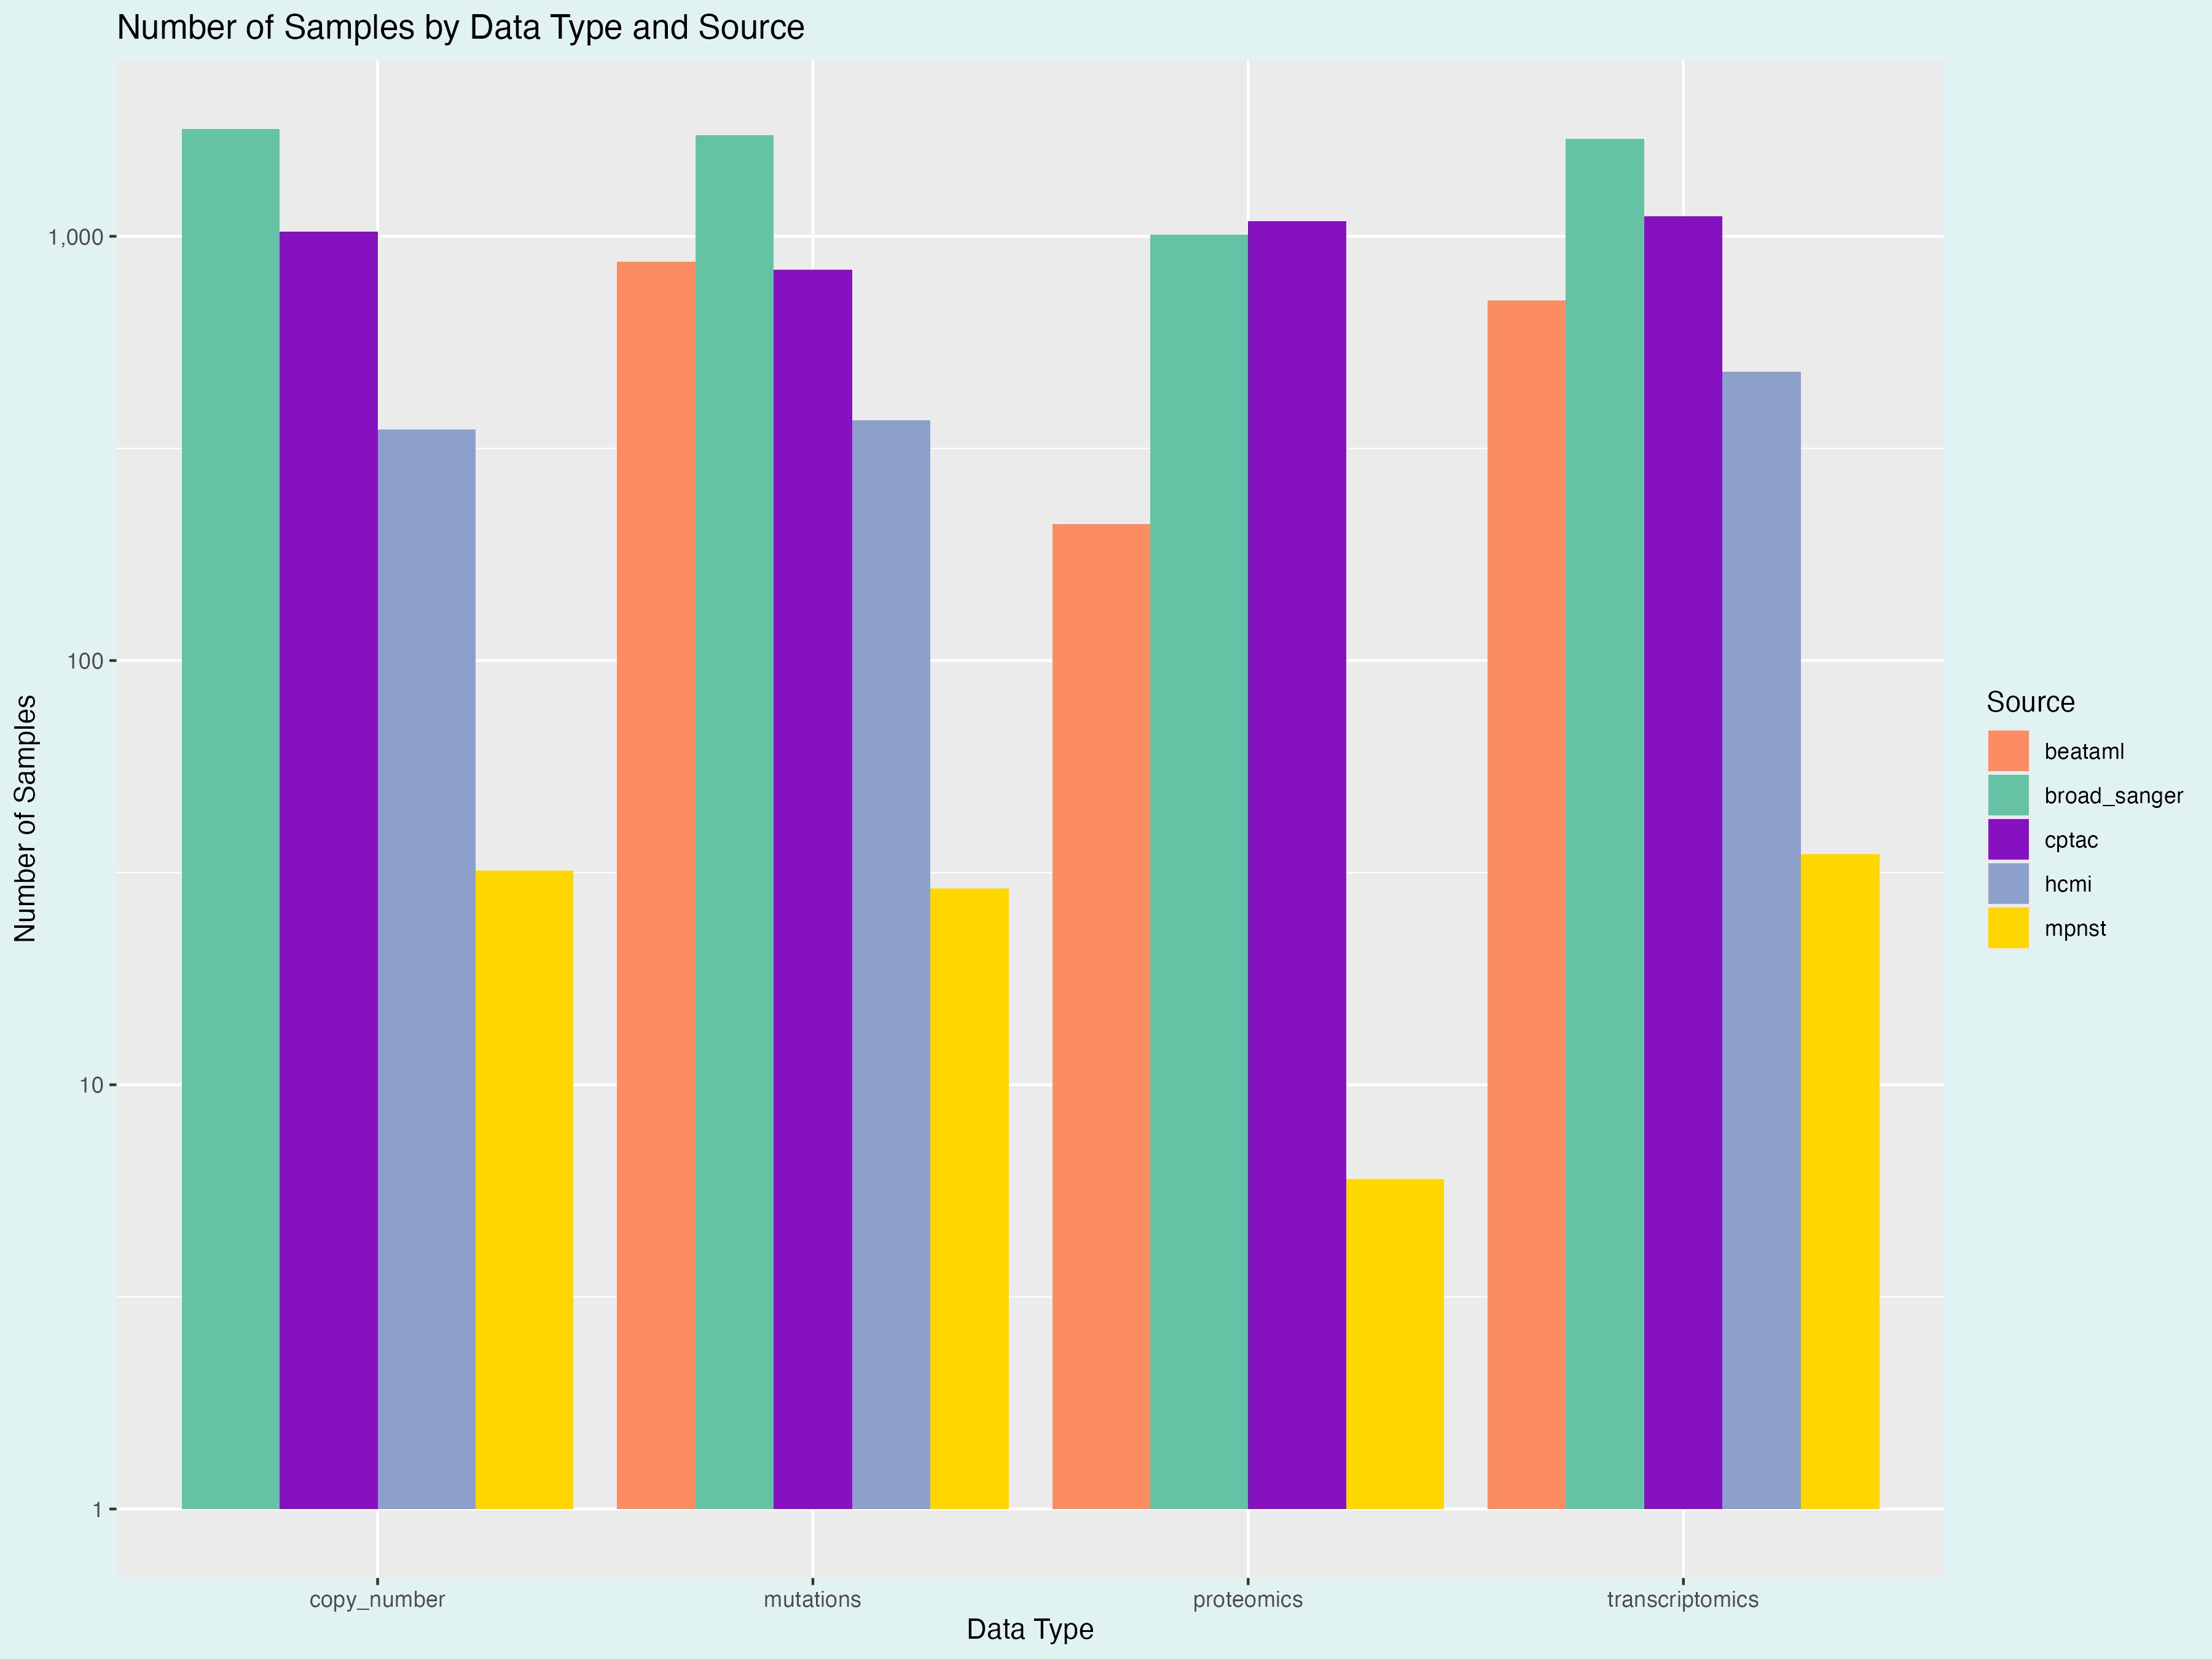 Number of Samples by Data Type and Source
Number of Samples
1,000
100
10
1
copy_number
mutations
proteomics
transcriptomics
Data Type
Source
beataml
broad_sanger
cptac
hcmi
mpnst